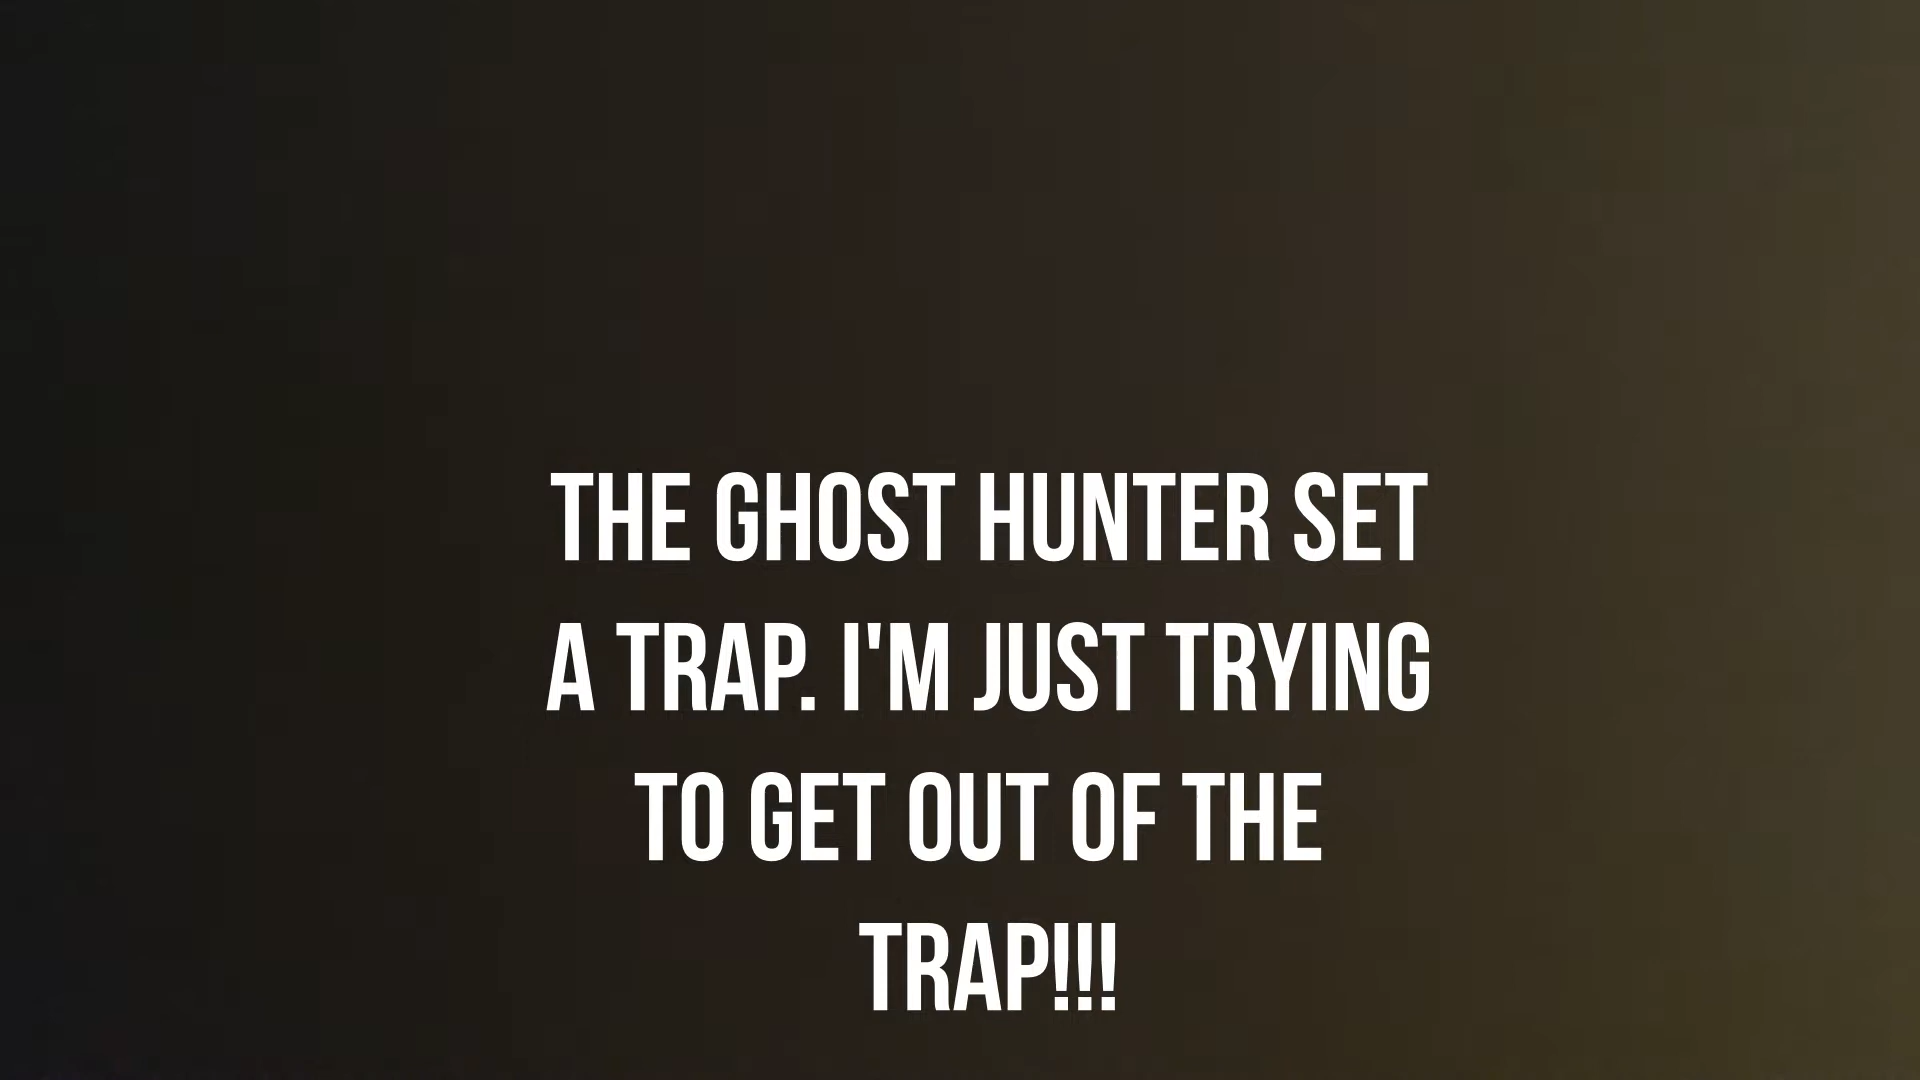 THE GHOST HUNTER SET
A TRAP. I'M JUST TRYING
TO GET OUT OF THE
TRAP!!!